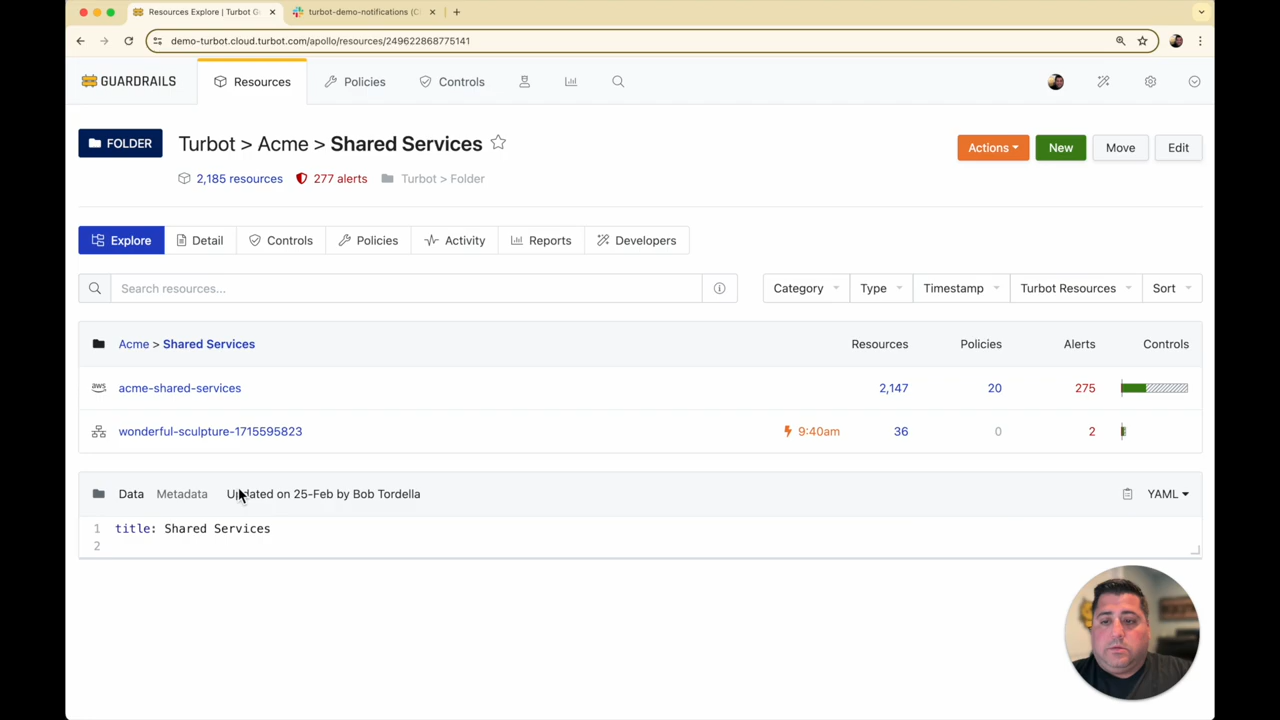 Resources Explore | Turbot G
turbot-demo-notifications (C
demo-turbot.cloud.turbot.com/apollo/resources/249622868775141
GUARDRAILS
Resources
Policies
Controls
FOLDER
Turbot > Acme > Shared Services
Actions
New
Move
Edit
2,185 resources
277 alerts
Turbot > Folder
Explore
Detail
Controls
Policies
Activity
Reports
Developers
Search resources...
Category
Type
Timestamp
Turbot Resources
Sort
Acme > Shared Services
Resources
Policies
Alerts
Controls
aws
acme-shared-services
2,147
20
275
wonderful-sculpture-1715595823
9:40am
36
0
2
Data
Metadata
Updated on 25-Feb by Bob Tordella
YAML
1
title: Shared Services
2